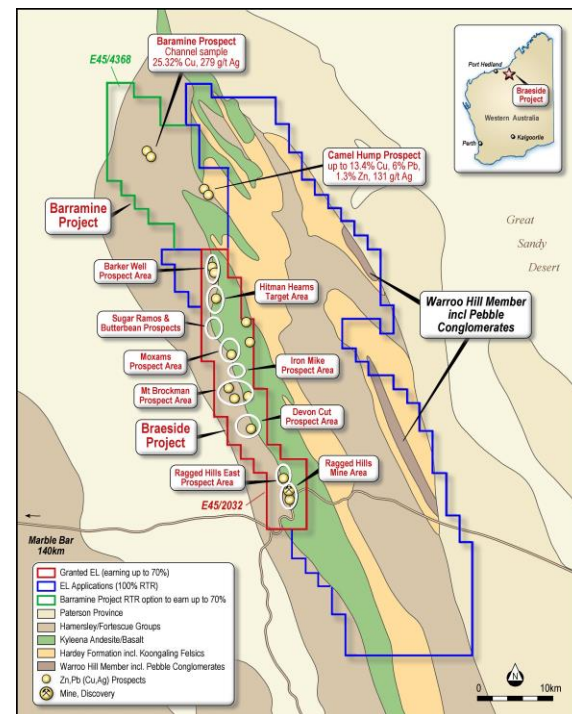 E45/4368
Baramine Prospect
Channel sample
25.32% Cu, 279 g/t Ag
Port Hedland
Braeside
Project
Western Australia
Perth
Kalgoorlie
Camel Hump Prospect
up to 13.4% Cu, 6% Pb,
1.3% Zn, 131 g/t Ag
Barramine
Project
Great
Sandy
Desert
Barker Well
Prospect Area
Hitman Hearns
Target Area
Warroo Hill Member
incl Pebble
Conglomerates
Sugar Ramos &
Butterbean Prospects
Moxams
Prospect Area
Iron Mike
Prospect Area
Mt Brockman
Prospect Area
Devon Cut
Prospect Area
Braeside
Project
Ragged Hills East
Prospect Area
Ragged Hills
Mine Area
E45/2032
Marble Bar
140km
Granted EL (earning up to 70%)
EL Applications (100% RTR)
Barramine Project RTR option to earn up to 70%
Paterson Province
Hamersley/Fortescue Groups
Kyleena Andesite/Basalt
Hardey Formation incl. Koongaling Felsics
Warroo Hill Member incl. Pebble Conglomerates
Zn,Pb (Cu,Ag) Prospects
Mine, Discovery
N
0
10km